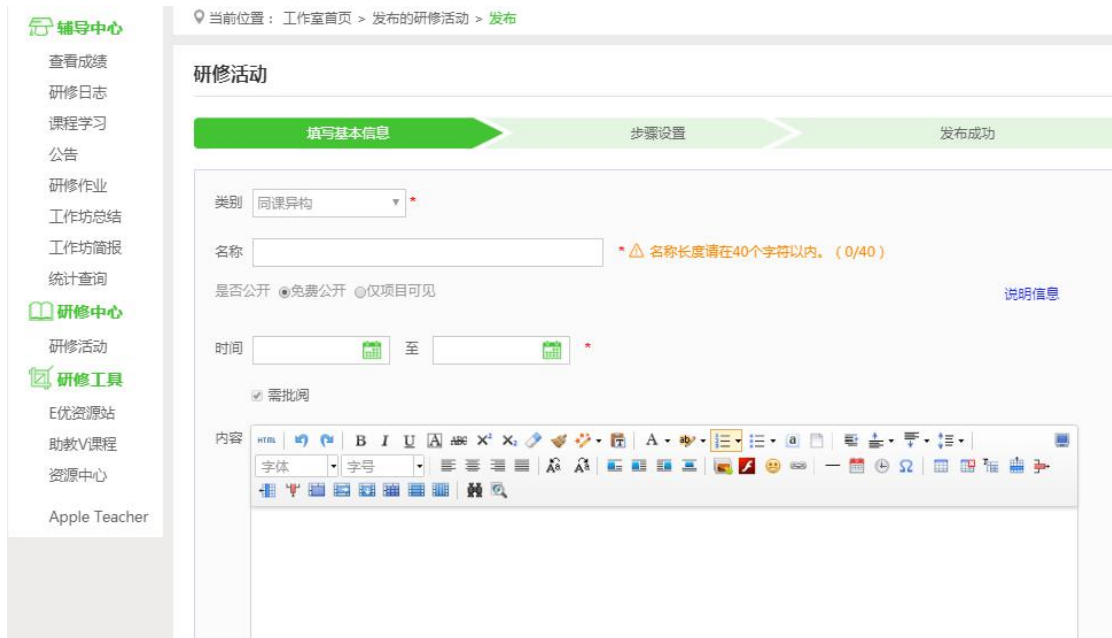 辅导中心
查看成绩
研修日志
课程学习
公告
研修作业
工作坊总结
工作坊简报
统计查询
研修中心
研修活动
研修工具
E优资源站
助教V课程
资源中心
Apple Teacher
当前位置： 工作室首页 > 发布的研修活动 > 发布
研修活动
填写基本信息 步骤设置 发布成功
类别 同课异构 *
名称 * 名称长度请在40个字符以内。（0/40）
是否公开 免费公开 仅项目可见 说明信息
时间 至 *
需批阅
内容 HTML B I U A ABC X² X₂ A ab a Ω
字体 字号